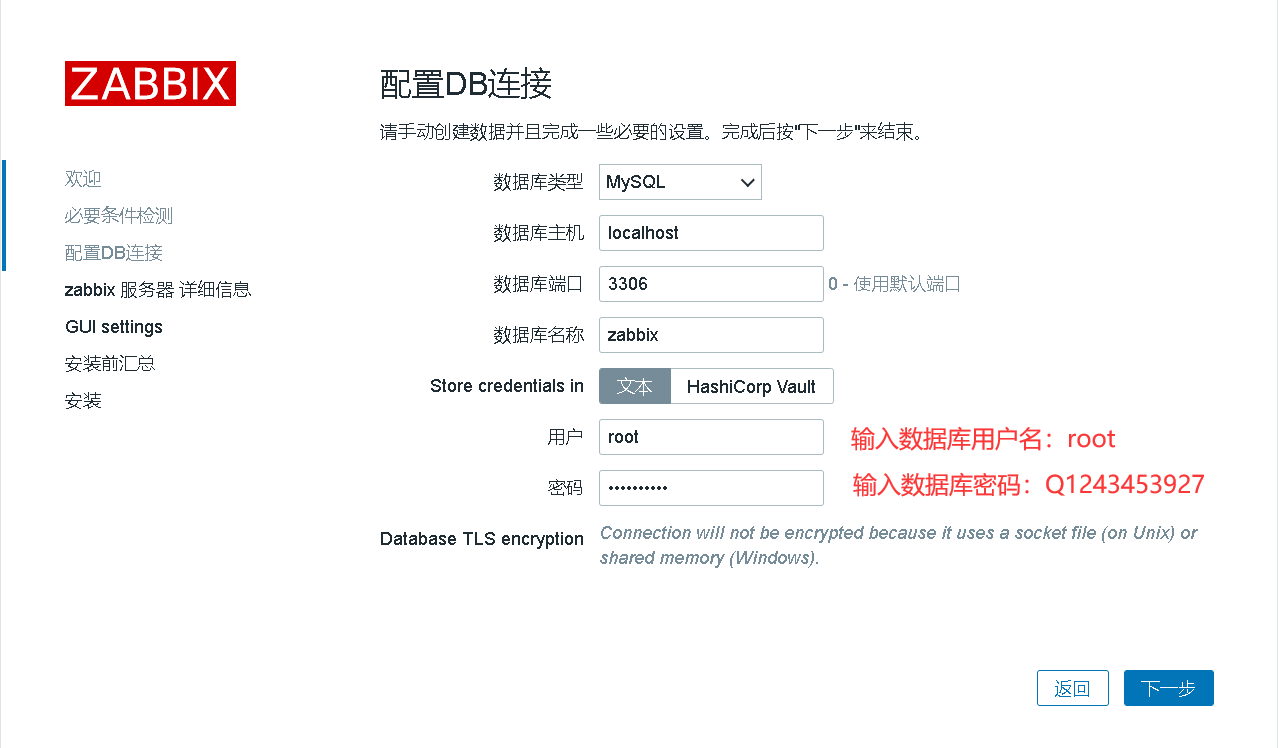 ZABBIX
欢迎
必要条件检测
配置DB连接
zabbix 服务器 详细信息
GUI settings
安装前汇总
安装
配置DB连接
请手动创建数据并且完成一些必要的设置。完成后按"下一步"来结束。
数据库类型 MySQL
数据库主机 localhost
数据库端口 3306 0 - 使用默认端口
数据库名称 zabbix
Store credentials in 文本 HashiCorp Vault
用户 root 输入数据库用户名：root
密码 •••••••••• 输入数据库密码：Q1243453927
Database TLS encryption Connection will not be encrypted because it uses a socket file (on Unix) or
shared memory (Windows).
返回 下一步